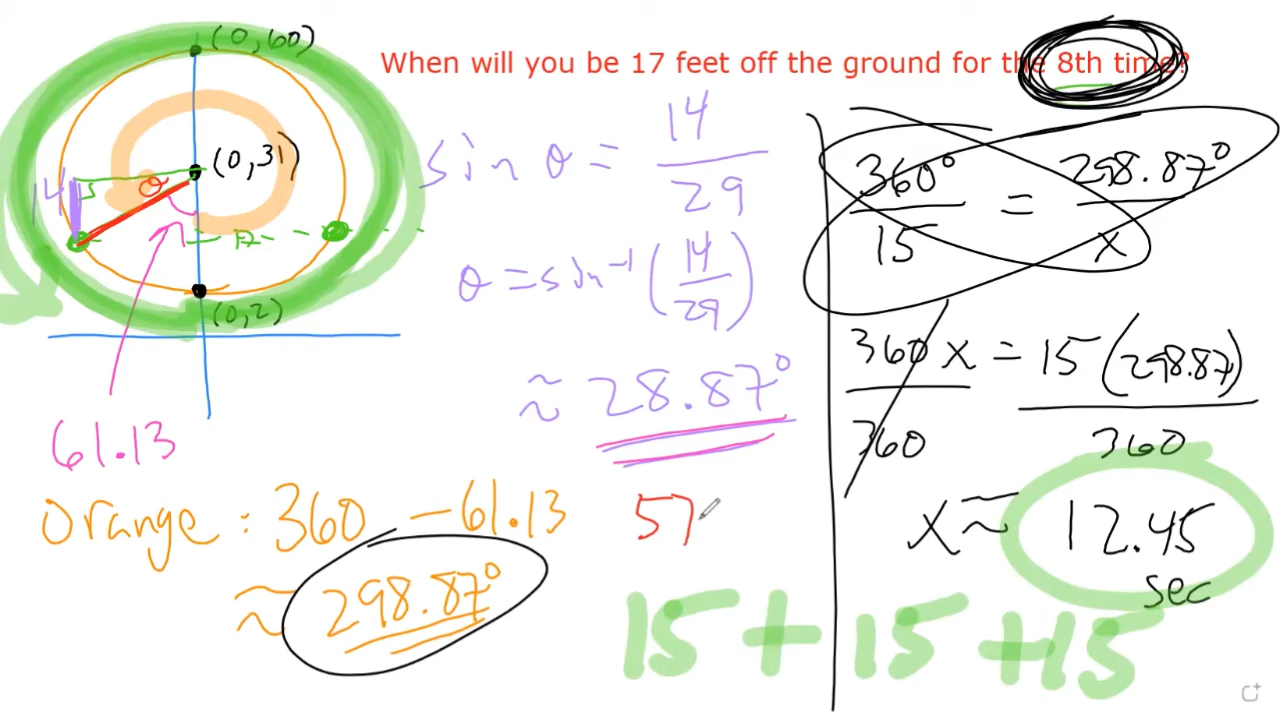 When will you be 17 feet off the ground for the 8th time?
(0,60)
(0,31)
(0,2)
14
θ
17
61.13
sin θ = 14/29
θ = sin⁻¹(14/29)
≈ 28.87°
Orange: 360 - 61.13
≈ 298.87°
57
15 + 15 + 15
360°/15 = 298.87°/x
360x/360 = 15(298.87)/360
x ≈ 12.45
sec